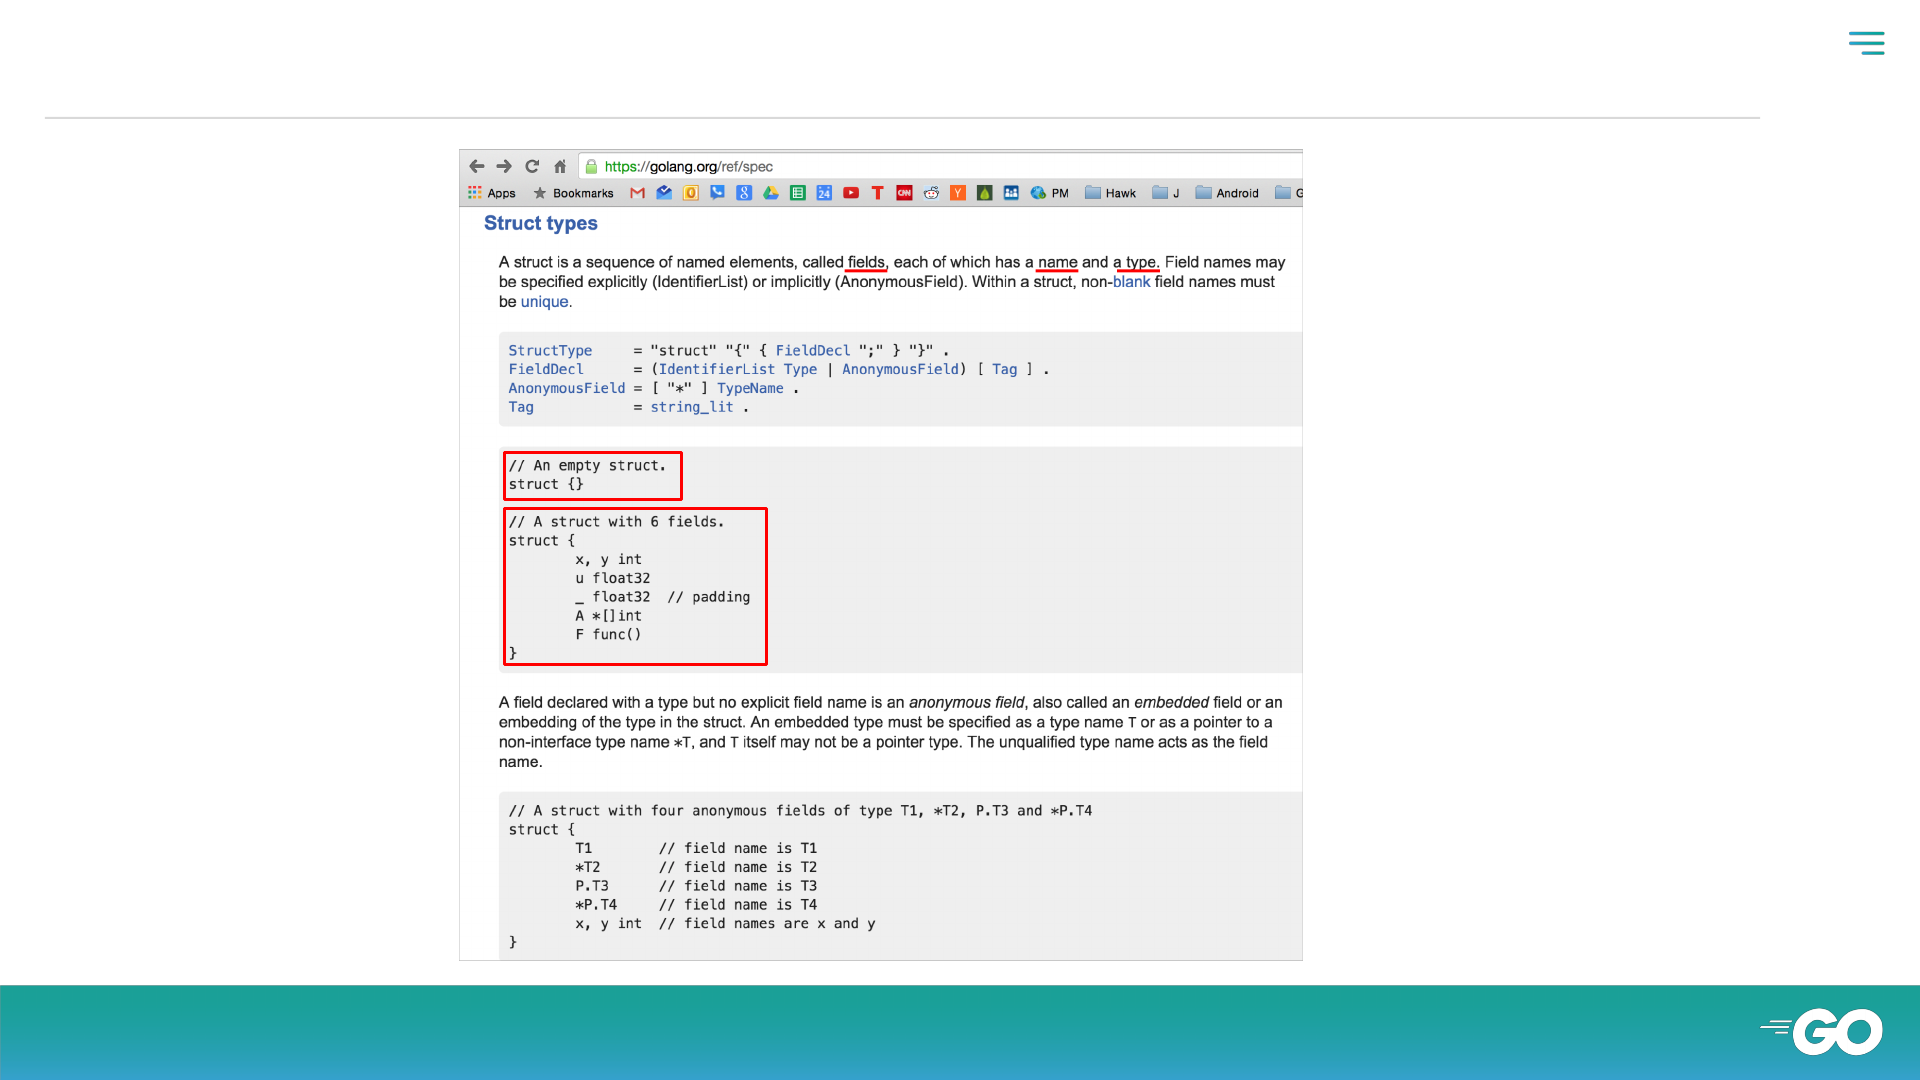 https://golang.org/ref/spec
Apps Bookmarks 24 CNN PM Hawk J Android G
Struct types
A struct is a sequence of named elements, called fields, each of which has a name and a type. Field names may
be specified explicitly (IdentifierList) or implicitly (AnonymousField). Within a struct, non-blank field names must
be unique.
StructType     = "struct" "{" { FieldDecl ";" } "}" .
FieldDecl      = (IdentifierList Type | AnonymousField) [ Tag ] .
AnonymousField = [ "*" ] TypeName .
Tag            = string_lit .
// An empty struct.
struct {}
// A struct with 6 fields.
struct {
        x, y int
        u float32
        _ float32  // padding
        A *[]int
        F func()
}
A field declared with a type but no explicit field name is an anonymous field, also called an embedded field or an
embedding of the type in the struct. An embedded type must be specified as a type name T or as a pointer to a
non-interface type name *T, and T itself may not be a pointer type. The unqualified type name acts as the field
name.
// A struct with four anonymous fields of type T1, *T2, P.T3 and *P.T4
struct {
        T1        // field name is T1
        *T2       // field name is T2
        P.T3      // field name is T3
        *P.T4     // field name is T4
        x, y int  // field names are x and y
}
GO